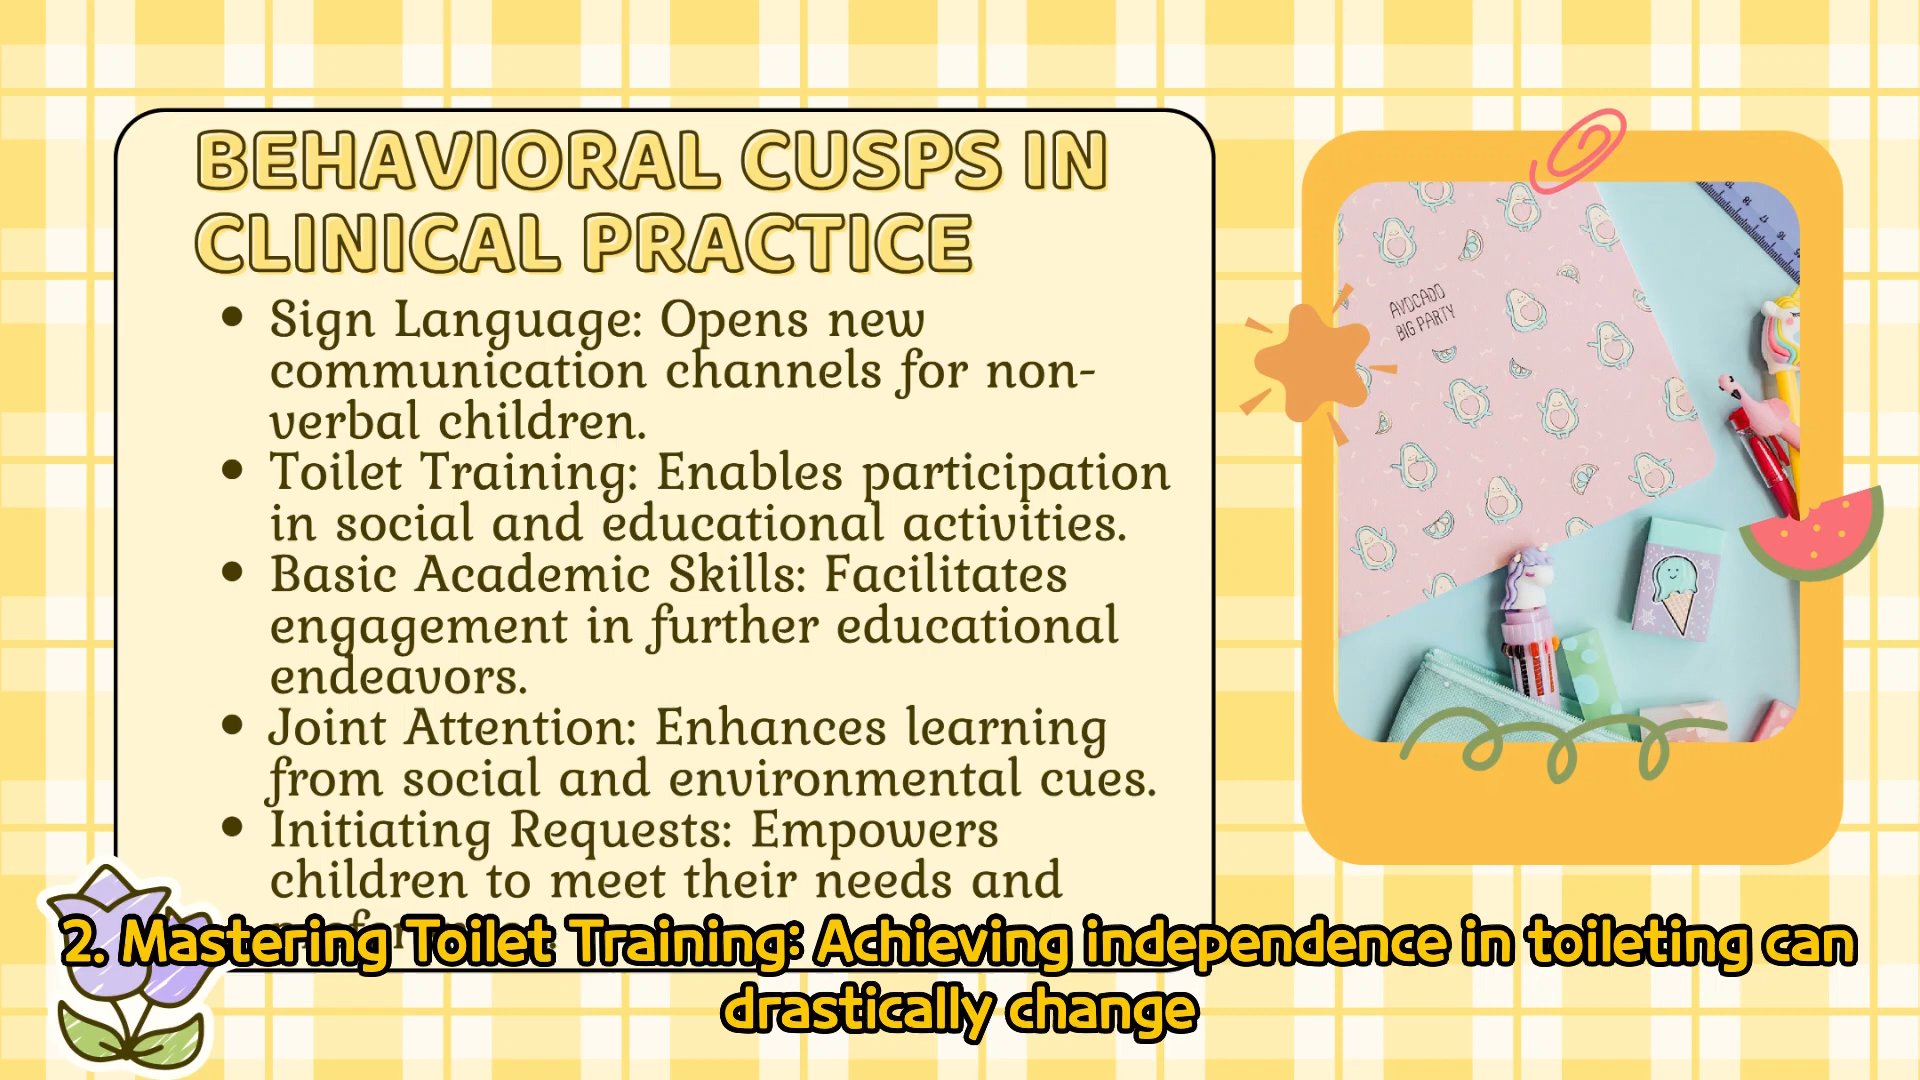 BEHAVIORAL CUSPS IN
CLINICAL PRACTICE
• Sign Language: Opens new
communication channels for non-
verbal children.
• Toilet Training: Enables participation
in social and educational activities.
• Basic Academic Skills: Facilitates
engagement in further educational
endeavors.
• Joint Attention: Enhances learning
from social and environmental cues.
• Initiating Requests: Empowers
children to meet their needs and
2. Mastering Toilet Training: Achieving independence in toileting can
drastically change
AVOCADO
BIG PARTY